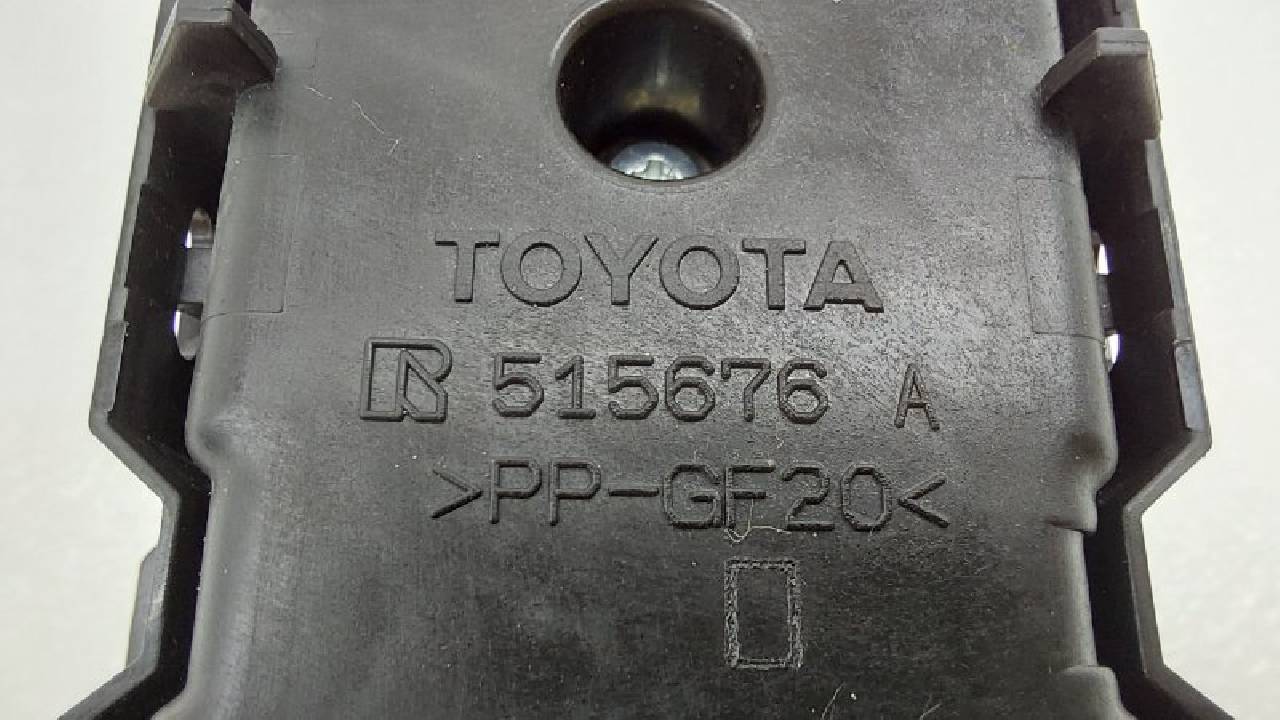 TOYOTA
R 515676 A
>PP-GF20<